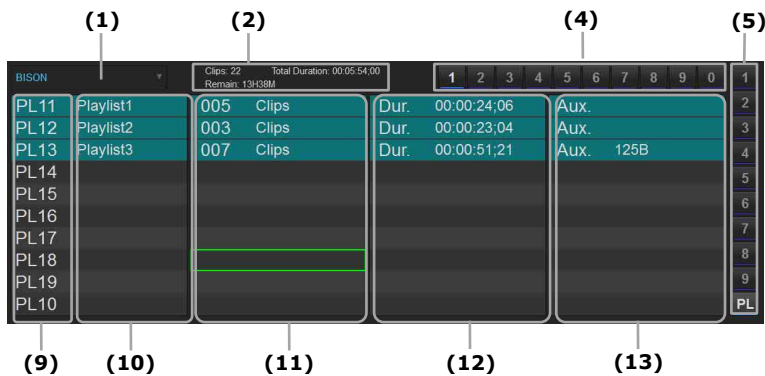 (1) (2) (4) (5)
BISON Clips: 22 Total Duration: 00:05:54;00
Remain: 13H38M
1 2 3 4 5 6 7 8 9 0
PL11 Playlist1 005 Clips Dur. 00:00:24;06 Aux.
PL12 Playlist2 003 Clips Dur. 00:00:23;04 Aux.
PL13 Playlist3 007 Clips Dur. 00:00:51;21 Aux. 125B
PL14
PL15
PL16
PL17
PL18
PL19
PL10
1
2
3
4
5
6
7
8
9
PL
(9) (10) (11) (12) (13)